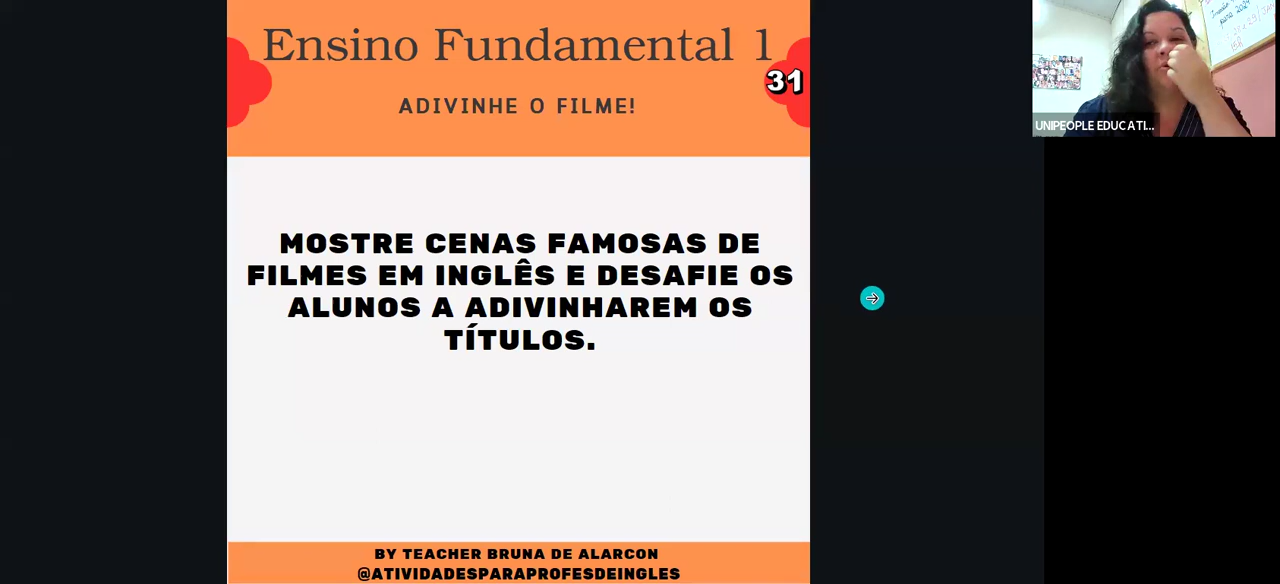 Ensino Fundamental 1
31
ADIVINHE O FILME!
MOSTRE CENAS FAMOSAS DE
FILMES EM INGLÊS E DESAFIE OS
ALUNOS A ADIVINHAREM OS
TÍTULOS.
BY TEACHER BRUNA DE ALARCON
@ATIVIDADESPARAPROFESDEINGLES
UNIPEOPLE EDUCATI...